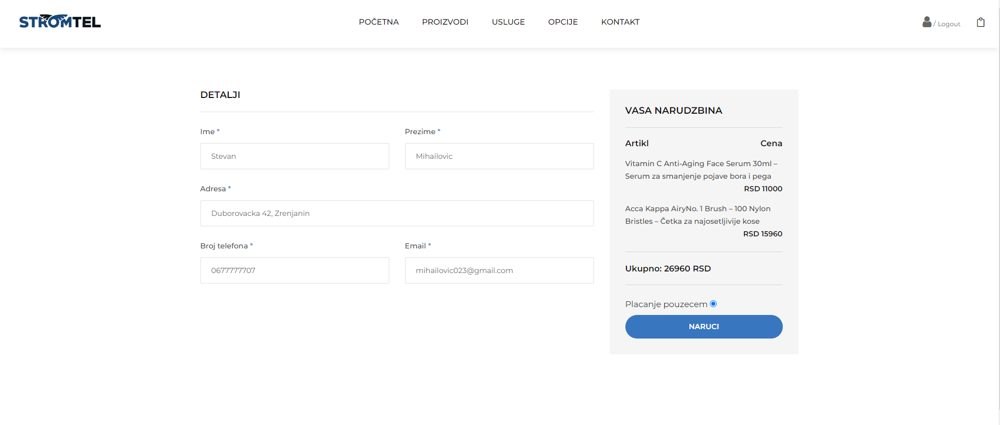 STROMTEL
POČETNA PROIZVODI USLUGE OPCIJE KONTAKT
/ Logout
DETALJI
Ime *
Prezime *
Stevan
Mihailovic
Adresa *
Duborovacka 42, Zrenjanin
Broj telefona *
Email *
0677777707
mihailovic023@gmail.com
VASA NARUDZBINA
Artikl Cena
Vitamin C Anti-Aging Face Serum 30ml –
Serum za smanjenje pojave bora i pega
RSD 11000
Acca Kappa AiryNo. 1 Brush – 100 Nylon
Bristles – Četka za najosetljivije kose
RSD 15960
Ukupno: 26960 RSD
Placanje pouzecem
NARUCI